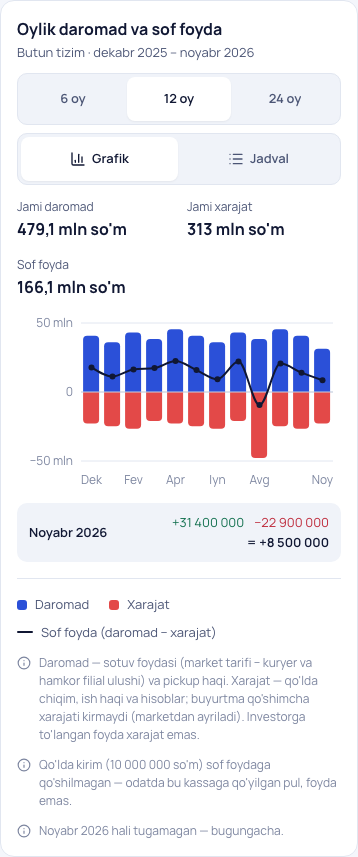 Oylik daromad va sof foyda
Butun tizim · dekabr 2025 – noyabr 2026
6 oy
12 oy
24 oy
Grafik
Jadval
Jami daromad
479,1 mln so'm
Jami xarajat
313 mln so'm
Sof foyda
166,1 mln so'm
50 mln
0
−50 mln
Dek
Fev
Apr
Iyn
Avg
Noy
Noyabr 2026
+31 400 000 −22 900 000
= +8 500 000
Daromad
Xarajat
Sof foyda (daromad − xarajat)
Daromad — sotuv foydasi (market tarifi − kuryer va
hamkor filial ulushi) va pickup haqi. Xarajat — qo'lda
chiqim, ish haqi va hisoblar; buyurtma qo'shimcha
xarajati kirmaydi (marketdan ayriladi). Investorga
to'langan foyda xarajat emas.
Qo'lda kirim (10 000 000 so'm) sof foydaga
qo'shilmagan — odatda bu kassaga qo'yilgan pul, foyda
emas.
Noyabr 2026 hali tugamagan — bugungacha.